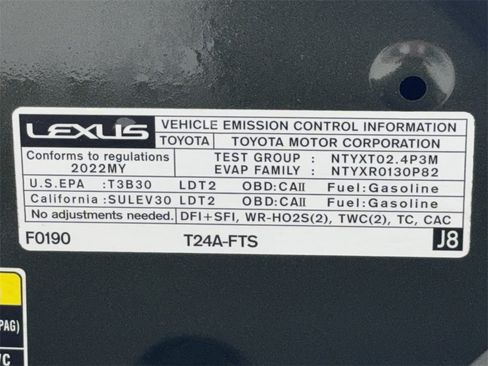 LEXUS VEHICLE EMISSION CONTROL INFORMATION
TOYOTA TOYOTA MOTOR CORPORATION
Conforms to regulations TEST GROUP : NTYXT02.4P3M
2022MY EVAP FAMILY : NTYXR0130P82
U.S.EPA :T3B30 LDT2 OBD:CAII Fuel:Gasoline
California :SULEV30 LDT2 OBD:CAII Fuel:Gasoline
No adjustments needed. DFI+SFI, WR-HO2S(2), TWC(2), TC, CAC
F0190 T24A-FTS J8
PAG)